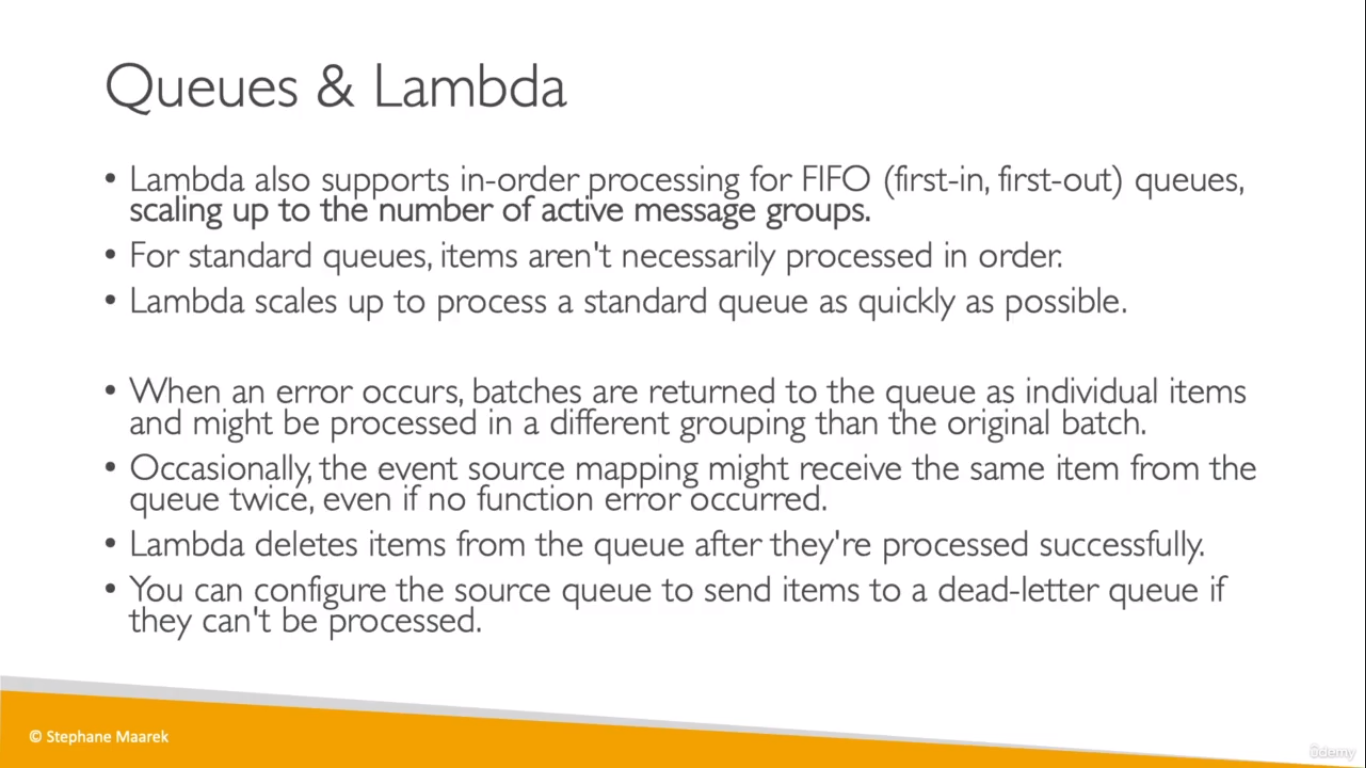 Queues & Lambda
• Lambda also supports in-order processing for FIFO (first-in, first-out) queues,
scaling up to the number of active message groups.
• For standard queues, items aren't necessarily processed in order.
• Lambda scales up to process a standard queue as quickly as possible.
• When an error occurs, batches are returned to the queue as individual items
and might be processed in a different grouping than the original batch.
• Occasionally, the event source mapping might receive the same item from the
queue twice, even if no function error occurred.
• Lambda deletes items from the queue after they're processed successfully.
• You can configure the source queue to send items to a dead-letter queue if
they can't be processed.
© Stephane Maarek
ûdemy